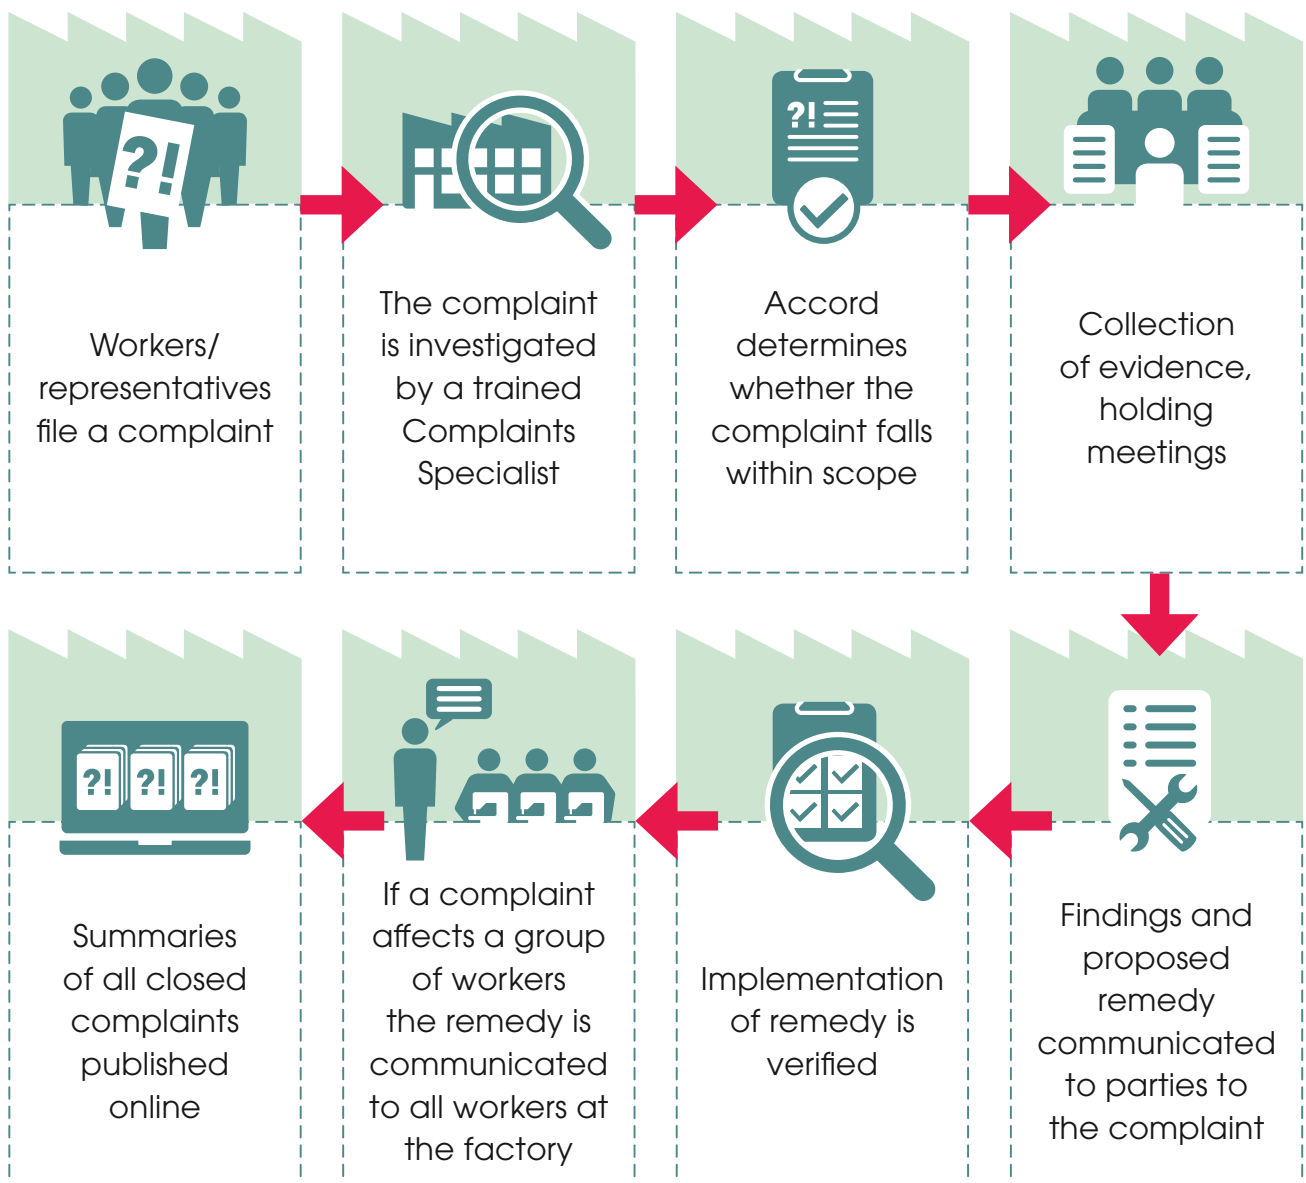 ?!
Workers/
representatives
file a complaint
The complaint
is investigated
by a trained
Complaints
Specialist
?!
Accord
determines
whether the
complaint falls
within scope
Collection
of evidence,
holding
meetings
Findings and
proposed
remedy
communicated
to parties to
the complaint
Implementation
of remedy is
verified
If a complaint
affects a group
of workers
the remedy is
communicated
to all workers at
the factory
?! ?! ?!
Summaries
of all closed
complaints
published
online